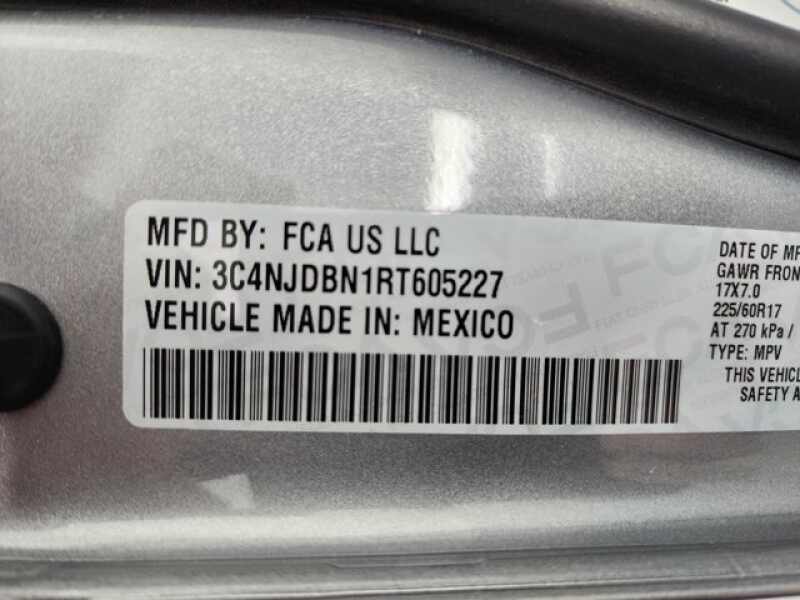 MFD BY: FCA US LLC
VIN: 3C4NJDBN1RT605227
VEHICLE MADE IN: MEXICO
DATE OF MF
GAWR FRON
17X7.0
225/60R17
AT 270 kPa /
TYPE: MPV
THIS VEHICL
SAFETY A